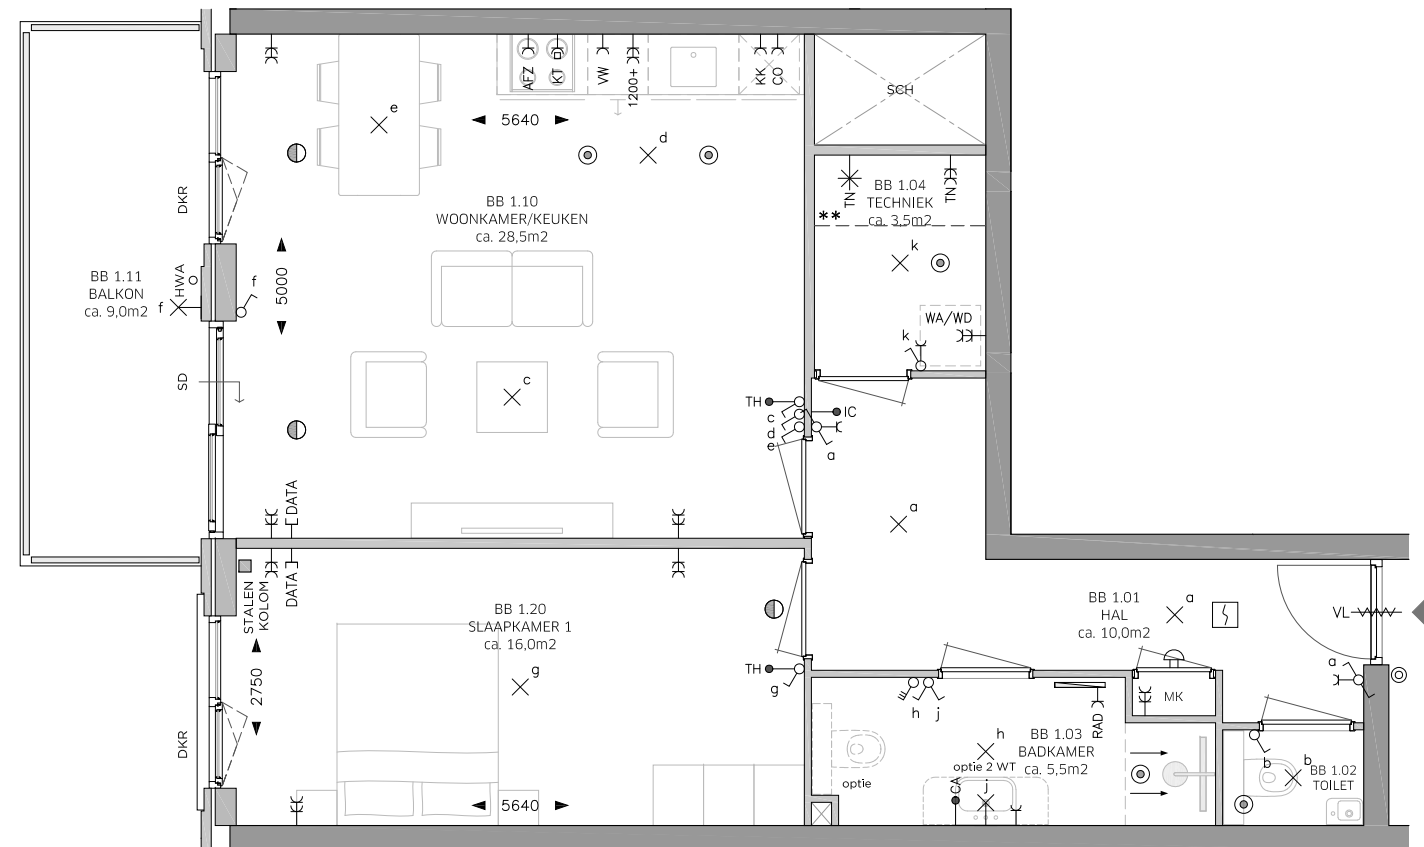 AFZ
KT
VW
1200+
KK
CO
SCH
e
5640
d
BB 1.10
WOONKAMER/KEUKEN
ca. 28,5m2
DKR
BB 1.04
TECHNIEK
ca. 3,5m2
TN
TN
**
k
WA/WD
k
BB 1.11
BALKON
ca. 9,0m2
HWA
f
f
5000
SD
c
TH
c
d
e
IC
a
a
DATA
DATA
STALEN
KOLOM
2750
DKR
BB 1.20
SLAAPKAMER 1
ca. 16,0m2
g
5640
TH
g
BB 1.01
HAL
ca. 10,0m2
a
VL
a
MK
h
j
RAD
h
BB 1.03
BADKAMER
ca. 5,5m2
optie 2 WT
optie
CA
j
b
b
BB 1.02
TOILET